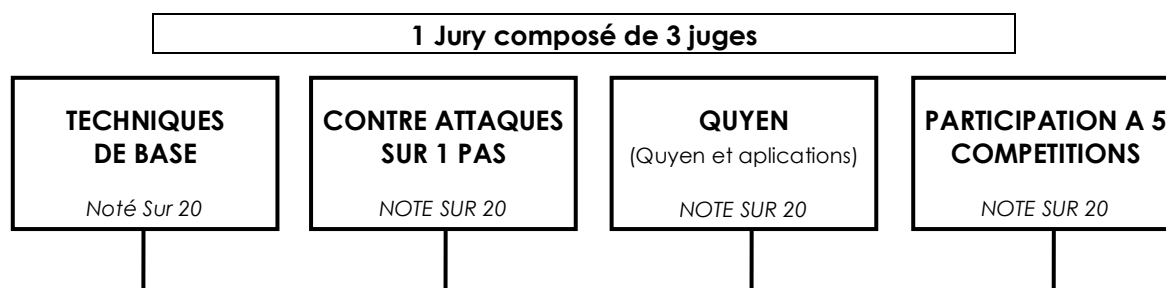 1 Jury composé de 3 juges
TECHNIQUES
DE BASE
Noté Sur 20
CONTRE ATTAQUES
SUR 1 PAS
NOTE SUR 20
QUYEN
(Quyen et aplications)
NOTE SUR 20
PARTICIPATION A 5
COMPETITIONS
NOTE SUR 20